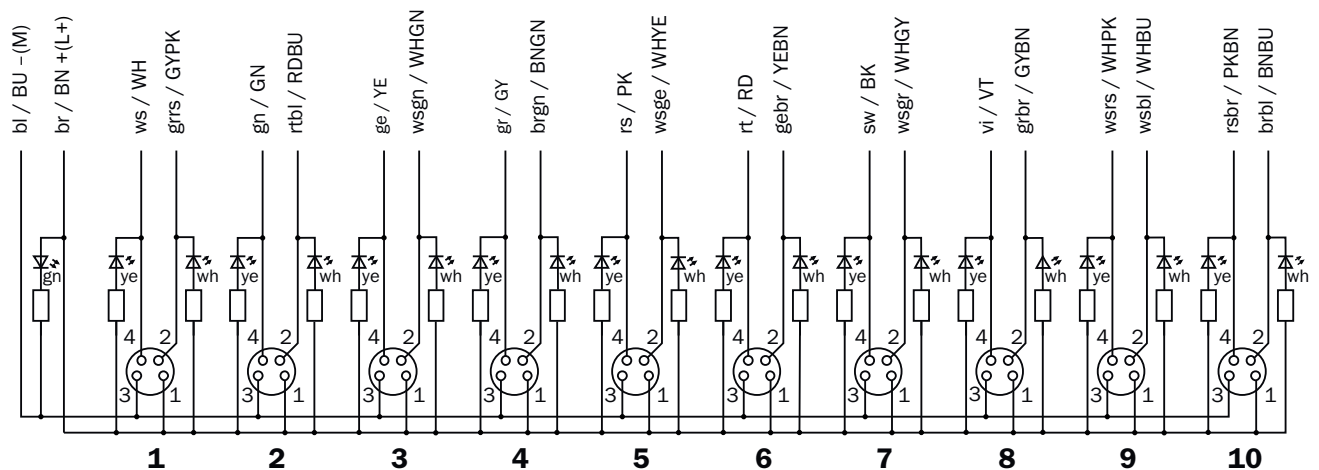 bl / BU –(M)
br / BN +(L+)
ws / WH
grrs / GYPK
gn / GN
rtbl / RDBU
ge / YE
wsgn / WHGN
gr / GY
brgn / BNGN
rs / PK
wsge / WHYE
rt / RD
gebr / YEBN
sw / BK
wsgr / WHGY
vi / VT
grbr / GYBN
wsrs / WHPK
wsbl / WHBU
rsbr / PKBN
brbl / BNBU
gn ye wh ye wh ye wh ye wh ye wh ye wh ye wh ye wh ye wh ye wh
4 2 4 2 4 2 4 2 4 2 4 2 4 2 4 2 4 2 4 2
3 1 3 1 3 1 3 1 3 1 3 1 3 1 3 1 3 1 3 1
1 2 3 4 5 6 7 8 9 10